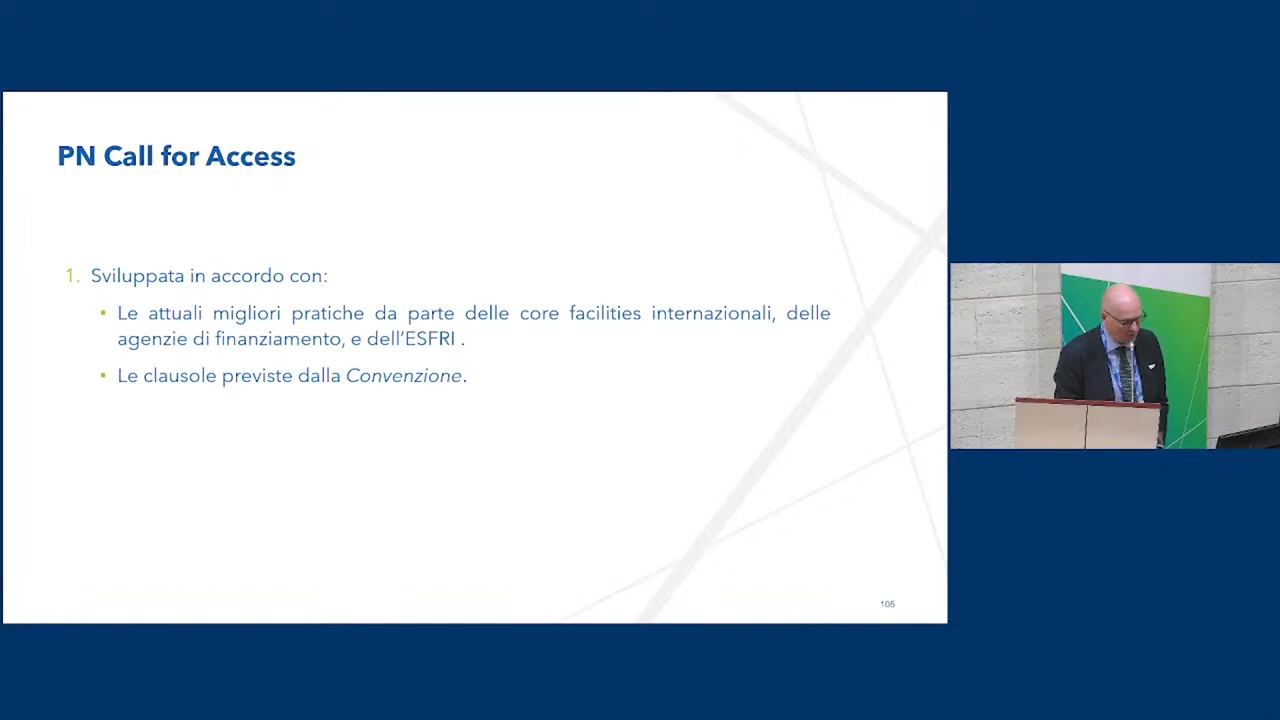 PN Call for Access
1. Sviluppata in accordo con:
• Le attuali migliori pratiche da parte delle core facilities internazionali, delle
agenzie di finanziamento, e dell’ESFRI .
• Le clausole previste dalla Convenzione.
105